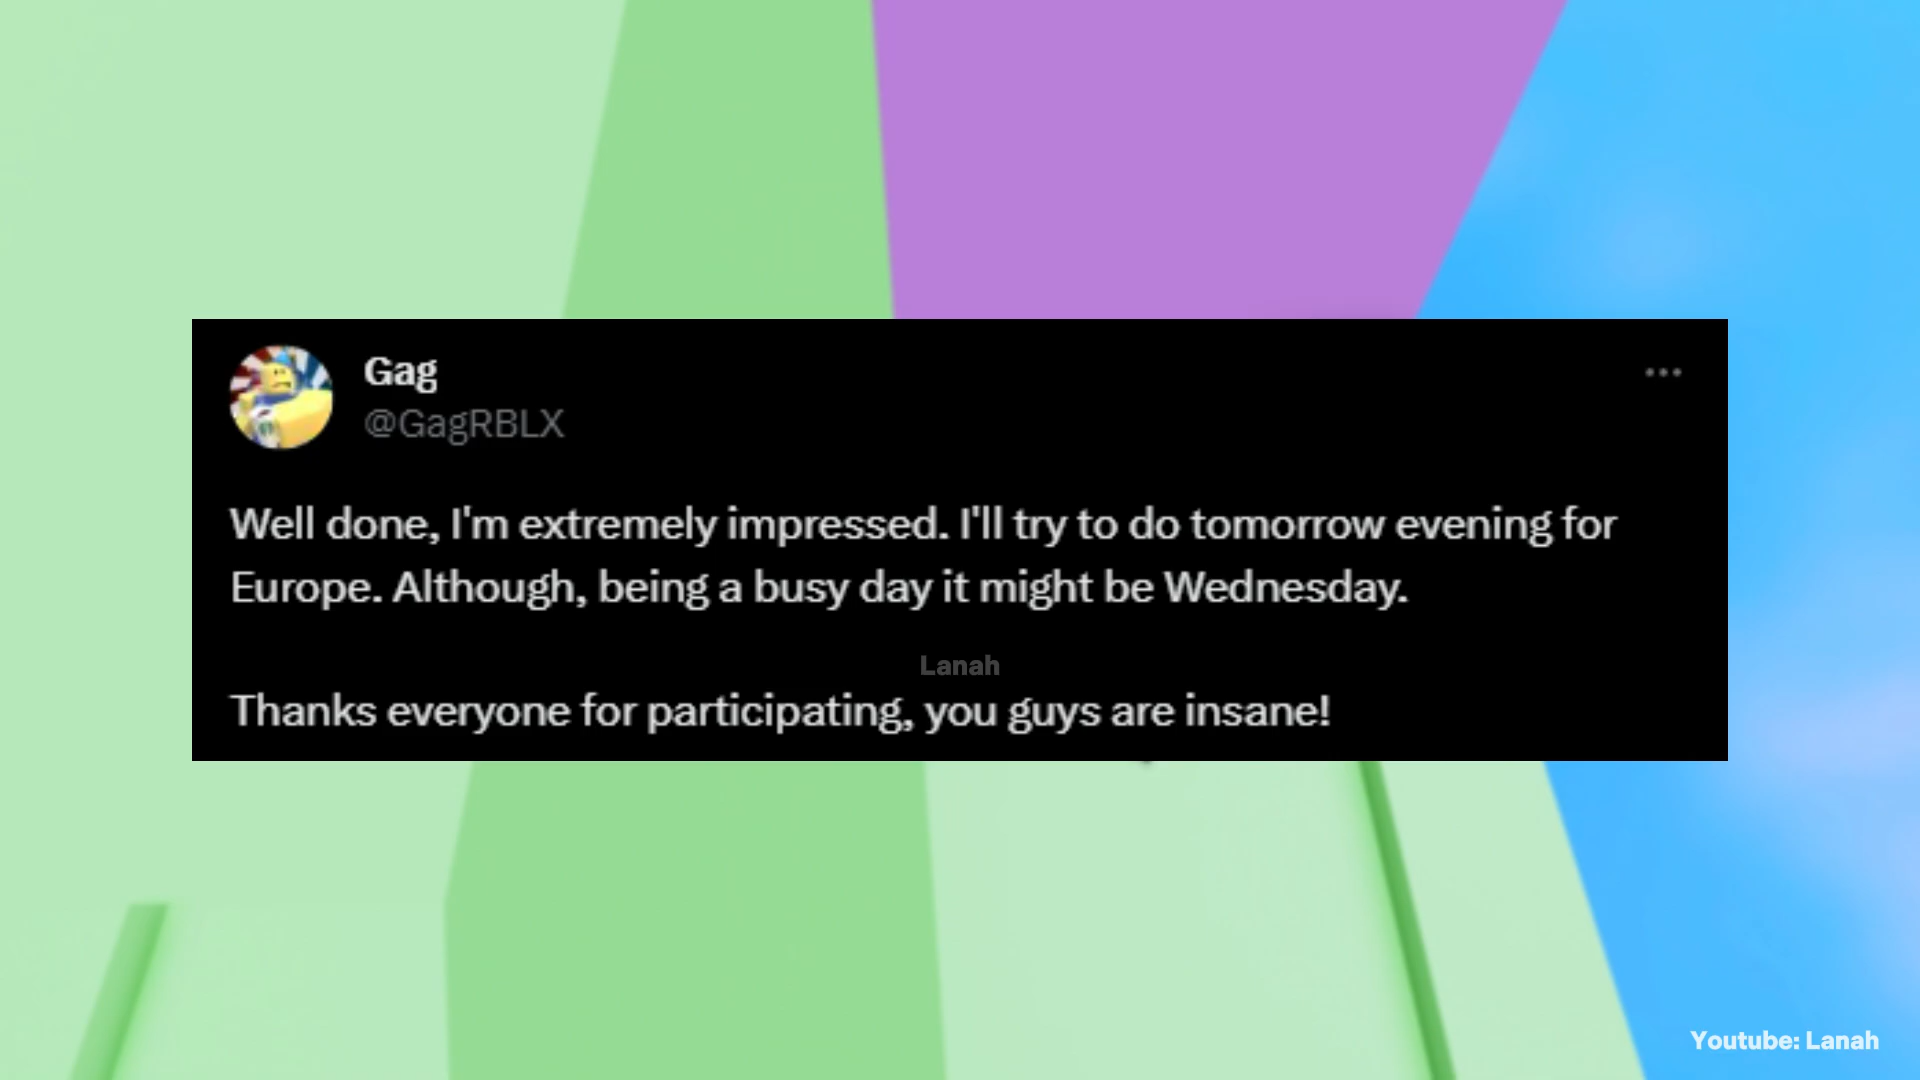 Gag
@GagRBLX
Well done, I'm extremely impressed. I'll try to do tomorrow evening for
Europe. Although, being a busy day it might be Wednesday.
Lanah
Thanks everyone for participating, you guys are insane!
Youtube: Lanah